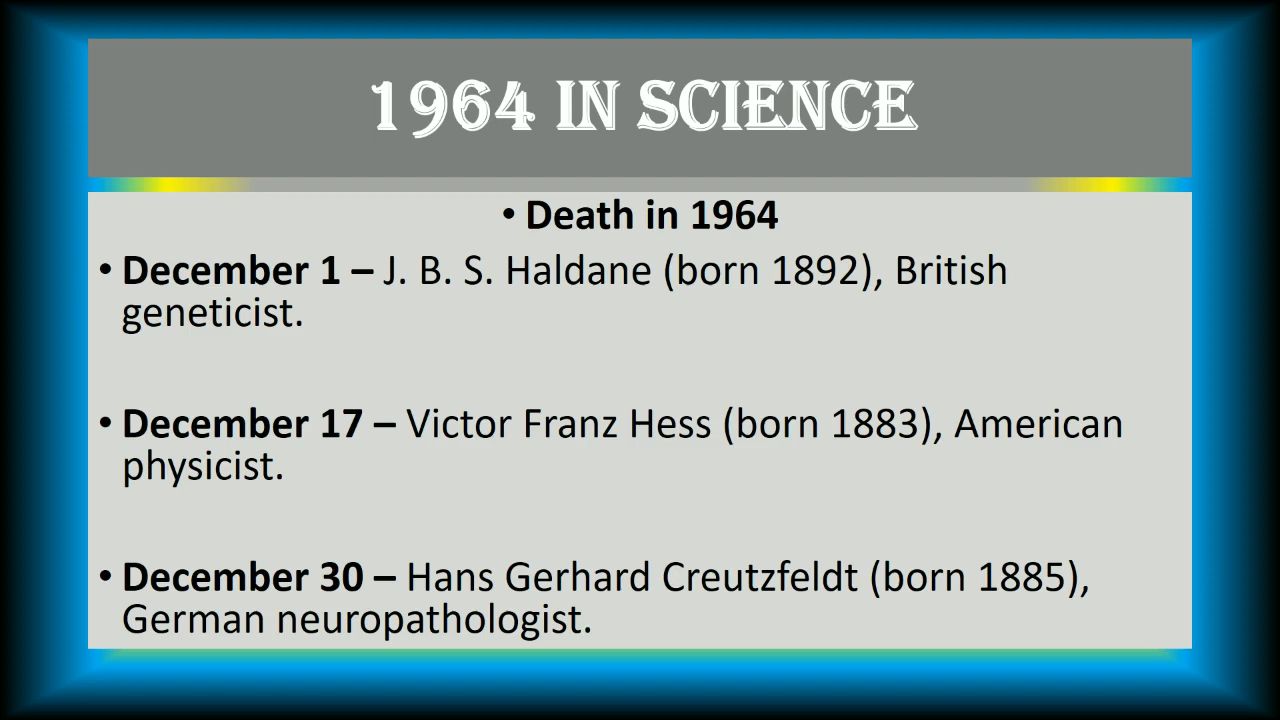 1964 IN SCIENCE
• Death in 1964
• December 1 – J. B. S. Haldane (born 1892), British
geneticist.
• December 17 – Victor Franz Hess (born 1883), American
physicist.
• December 30 – Hans Gerhard Creutzfeldt (born 1885),
German neuropathologist.